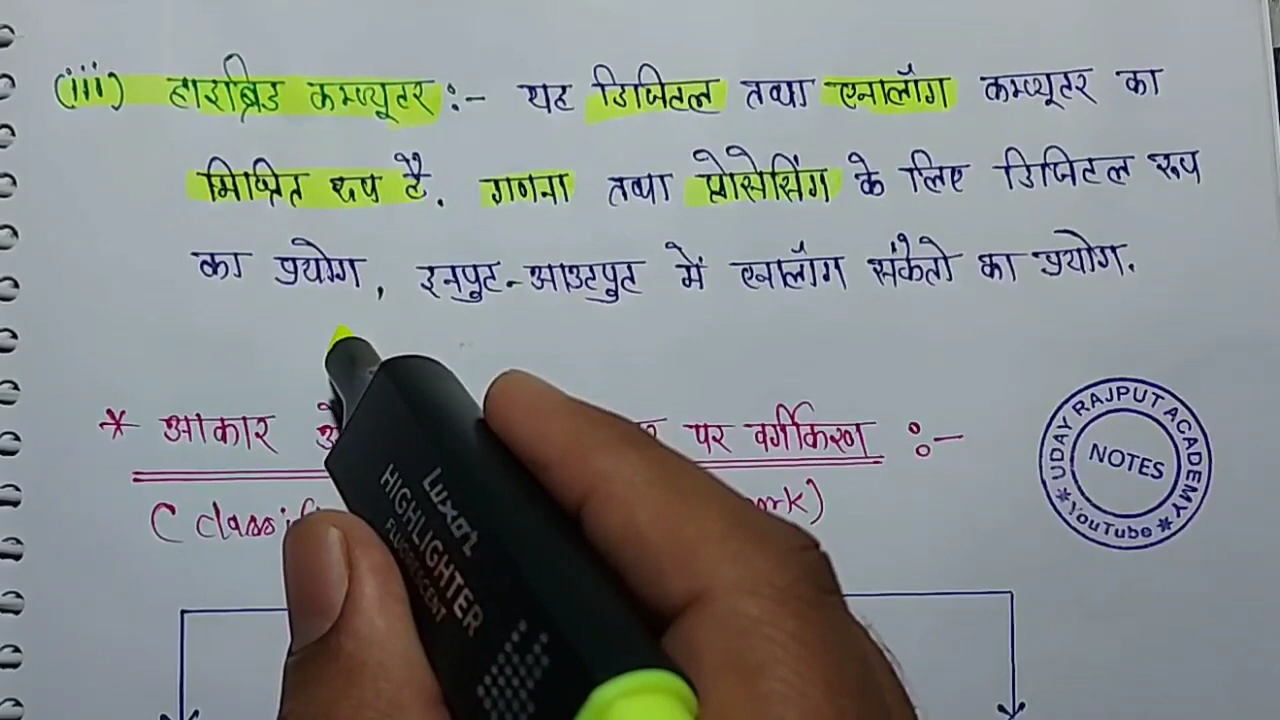 (iii) हाइब्रिड कम्प्यूटर :- यह डिजिटल तथा एनालॉग कम्प्यूटर का
मिश्रित रूप है. गणना तथा प्रोसेसिंग के लिए डिजिटल रूप
का प्रयोग, इनपुट-आउटपुट में एनालॉग संकेतो का प्रयोग.
* आकार पर वर्गीकरण :-
(
UDAY RAJPUT ACADEMY
NOTES
* YouTube *
Luxor
HIGHLIGHTER
FLUORESCENT